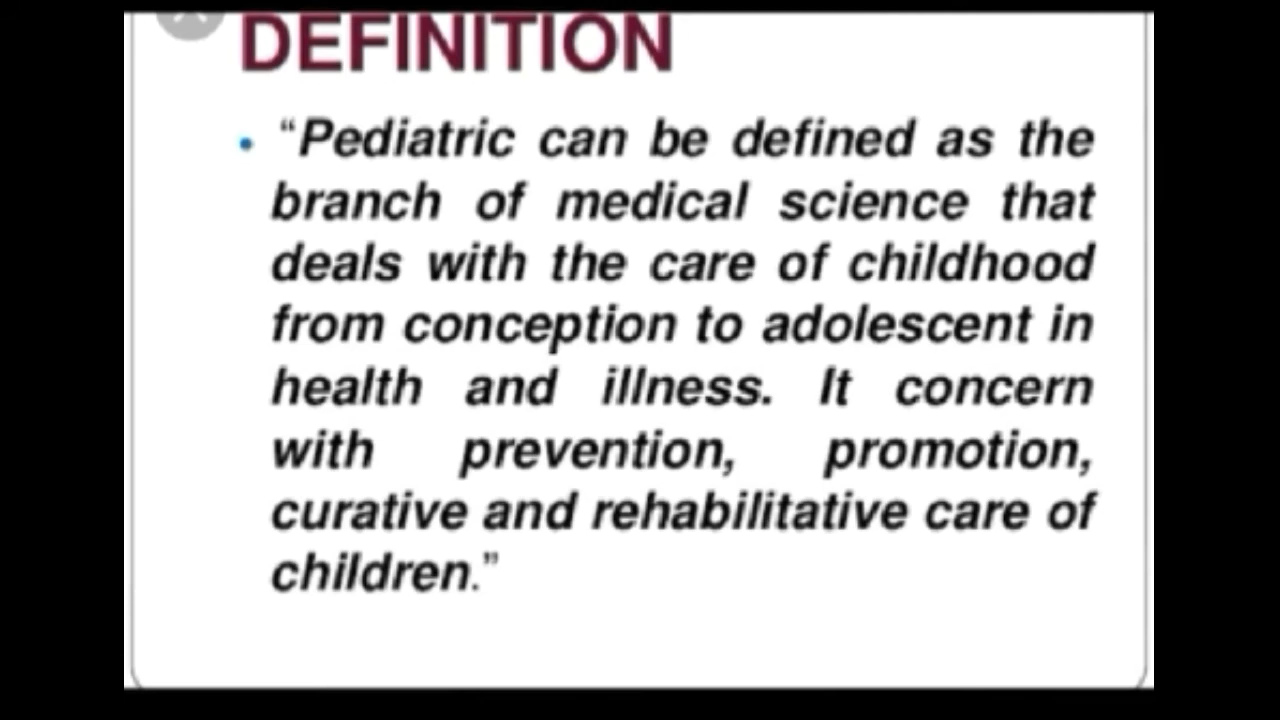 DEFINITION
• “Pediatric can be defined as the
branch of medical science that
deals with the care of childhood
from conception to adolescent in
health and illness. It concern
with prevention, promotion,
curative and rehabilitative care of
children.”